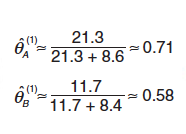 θ̂_A^(1) ≈ 21.3 / 21.3 + 8.6 ≈ 0.71
θ̂_B^(1) ≈ 11.7 / 11.7 + 8.4 ≈ 0.58